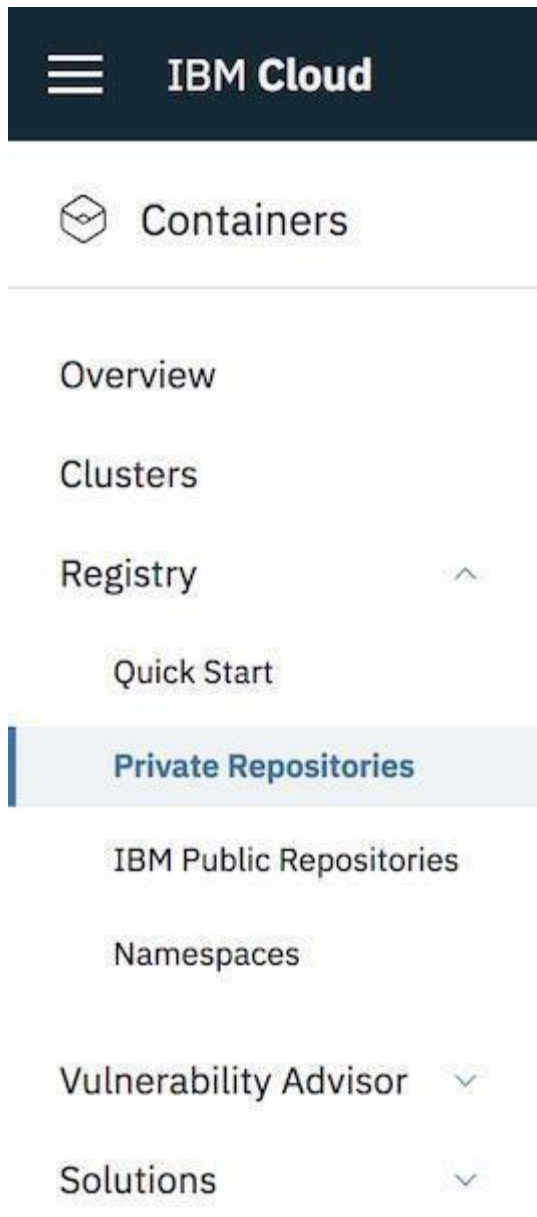 IBM Cloud
Containers
Overview
Clusters
Registry
Quick Start
Private Repositories
IBM Public Repositories
Namespaces
Vulnerability Advisor
Solutions